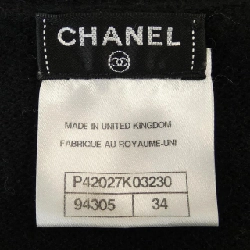 CHANEL
MADE IN UNITED KINGDOM
FABRIQUE AU ROYAUME-UNI
P42027K03230
94305 34